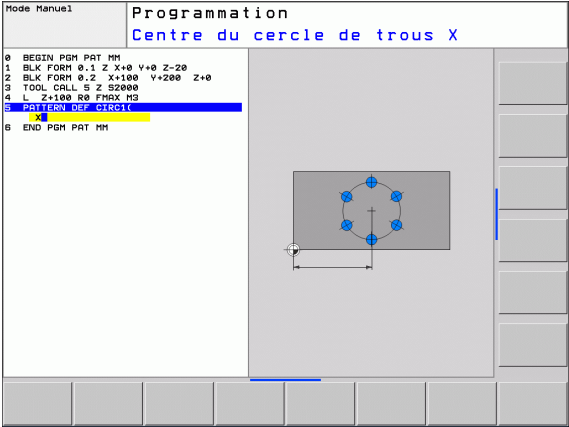 Mode Manuel
Programmation
Centre du cercle de trous X
0 BEGIN PGM PAT MM
1 BLK FORM 0.1 Z X+0 Y+0 Z-20
2 BLK FORM 0.2 X+100 Y+200 Z+0
3 TOOL CALL 5 Z S2000
4 L Z+100 R0 FMAX M3
5 PATTERN DEF CIRC1(
X
6 END PGM PAT MM